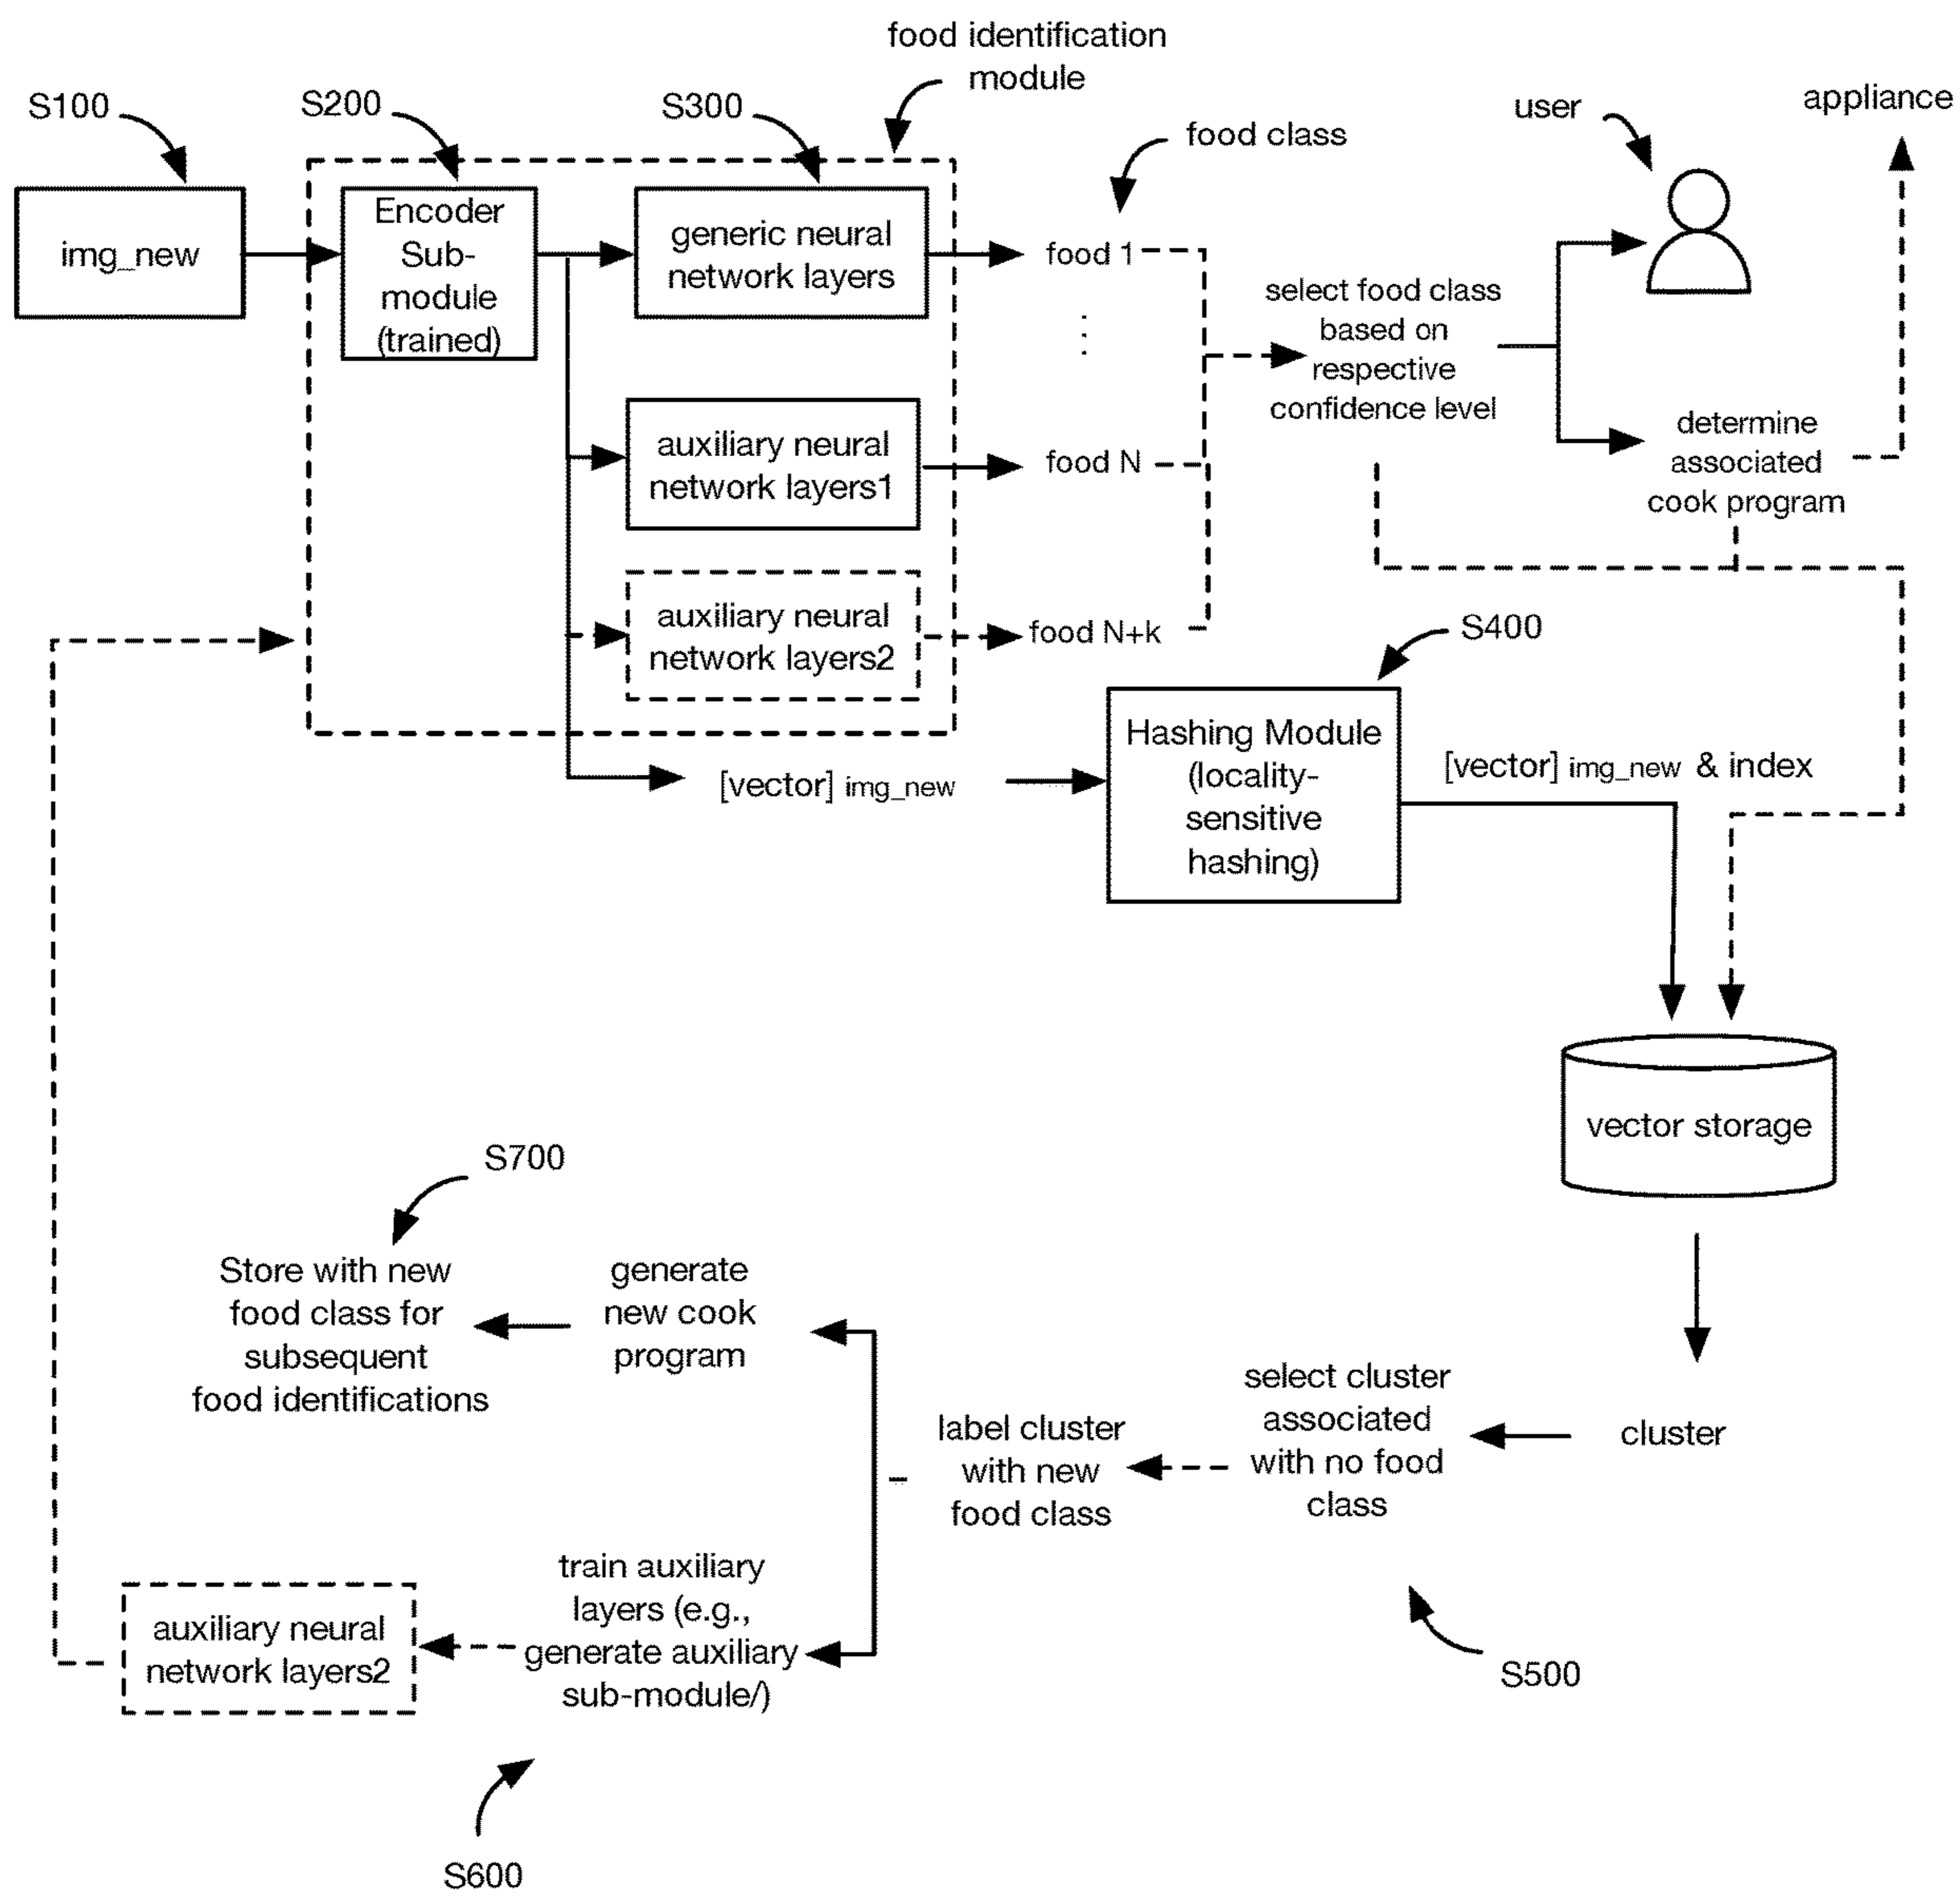 food identification
module
S100
S200
S300
food class
user
appliance
img_new
Encoder
Sub-
module
(trained)
generic neural
network layers
food 1
select food class
based on
respective
confidence level
determine
associated
cook program
auxiliary neural
network layers1
food N
auxiliary neural
network layers2
food N+k
S400
[vector] img_new
Hashing Module
(locality-
sensitive
hashing)
[vector] img_new & index
vector storage
S700
Store with new
food class for
subsequent
food identifications
generate
new cook
program
label cluster
with new
food class
select cluster
associated
with no food
class
cluster
S500
train auxiliary
layers (e.g.,
generate auxiliary
sub-module/)
auxiliary neural
network layers2
S600